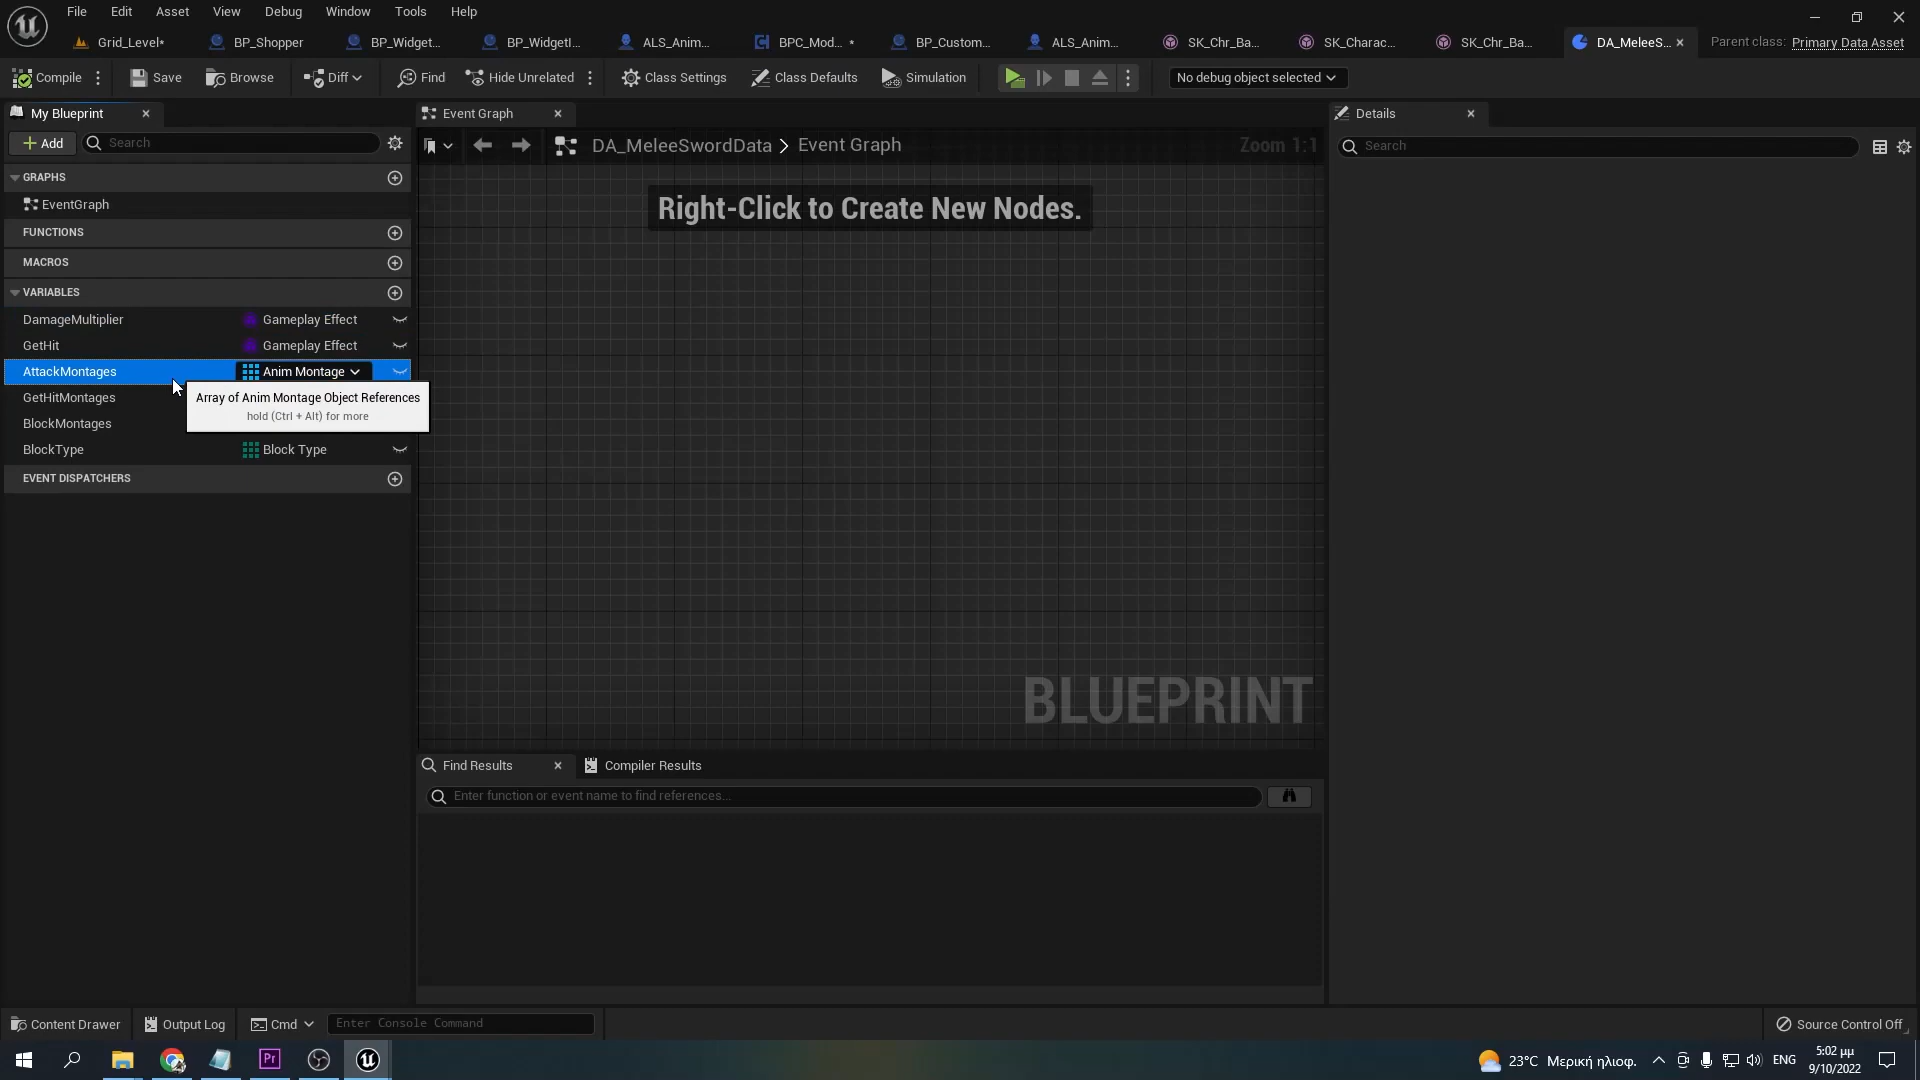 File Edit Asset View Debug Window Tools Help
Grid_Level* BP_Shopper BP_Widget... BP_WidgetI... ALS_Anim... BPC_Mod... * BP_Custom... ALS_Anim... SK_Chr_Ba... SK_Charac... SK_Chr_Ba... DA_MeleeS... Parent class: Primary Data Asset
Compile Save Browse Diff Find Hide Unrelated Class Settings Class Defaults Simulation No debug object selected
My Blueprint
Event Graph
Details
Add Search
DA_MeleeSwordData > Event Graph Zoom 1:1
Search
GRAPHS
EventGraph
FUNCTIONS
MACROS
VARIABLES
DamageMultiplier Gameplay Effect
GetHit Gameplay Effect
AttackMontages Anim Montage
GetHitMontages
BlockMontages
BlockType Block Type
EVENT DISPATCHERS
Array of Anim Montage Object References
hold (Ctrl + Alt) for more
Right-Click to Create New Nodes.
BLUEPRINT
Find Results Compiler Results
Enter function or event name to find references...
Content Drawer Output Log Cmd Enter Console Command Source Control Off
Pr 23°C Μερική ηλιοφ. ENG 5:02 μμ
9/10/2022